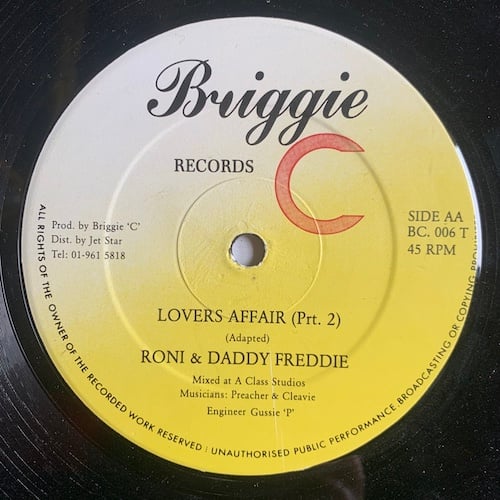 Briggie
RECORDS C
SIDE AA
BC. 006 T
45 RPM
Prod. by Briggie 'C'
Dist. by Jet Star
Tel: 01-961 5818
LOVERS AFFAIR (Prt. 2)
(Adapted)
RONI & DADDY FREDDIE
Mixed at A Class Studios
Musicians: Preacher & Cleavie
Engineer Gussie 'P'
ALL RIGHTS OF THE OWNER OF THE RECORDED WORK RESERVED | UNAUTHORISED PUBLIC PERFORMANCE BROADCASTING OR COPYING